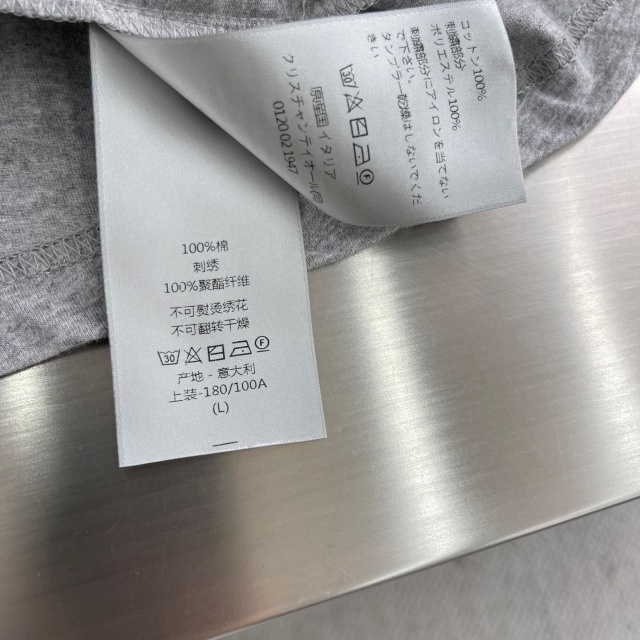 100%棉
刺绣
100%聚酯纤维
不可熨烫绣花
不可翻转干燥
产地 - 意大利
上装-180/100A
(L)
コットン100%
刺繍部分
ポリエステル100%
刺繍部分にアイロンを当てない
で下さい
タンブラー乾燥はしないでくだ
さい
原産国 イタリア
クリスチャン ディオール㈱
0120021947